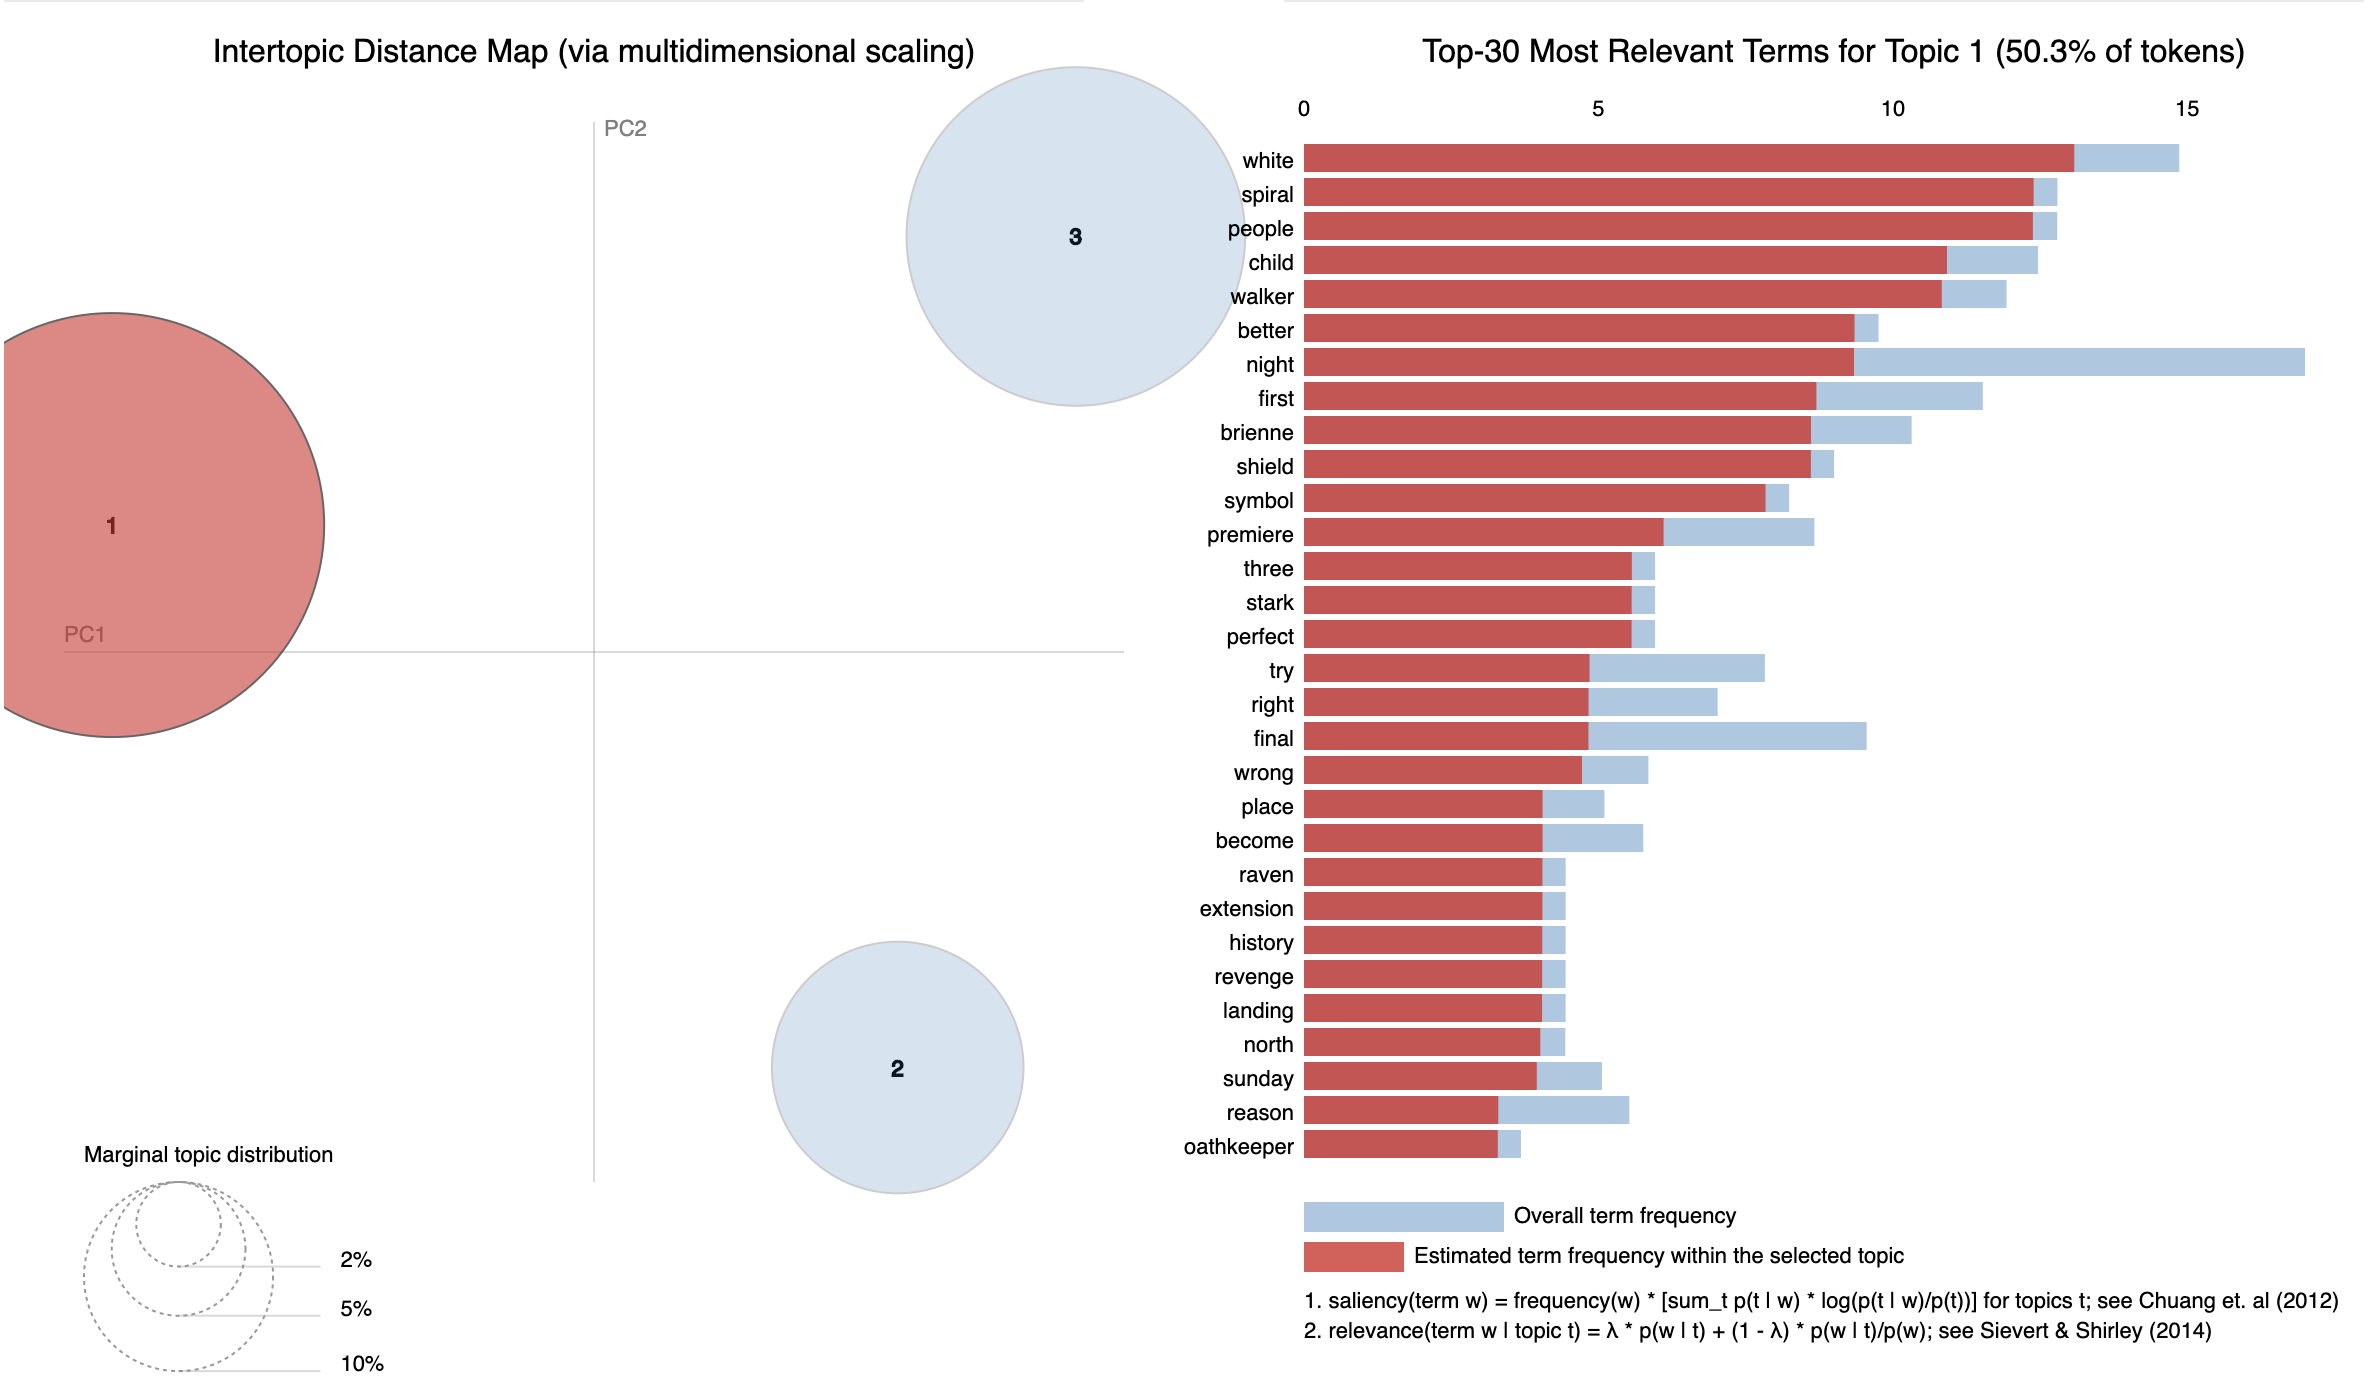 Intertopic Distance Map (via multidimensional scaling)
PC2
3
1
PC1
2
Marginal topic distribution
2%
5%
10%
Top-30 Most Relevant Terms for Topic 1 (50.3% of tokens)
0 5 10 15
white
spiral
people
child
walker
better
night
first
brienne
shield
symbol
premiere
three
stark
perfect
try
right
final
wrong
place
become
raven
extension
history
revenge
landing
north
sunday
reason
oathkeeper
Overall term frequency
Estimated term frequency within the selected topic
1. saliency(term w) = frequency(w) * [sum_t p(t | w) * log(p(t | w)/p(t))] for topics t; see Chuang et. al (2012)
2. relevance(term w | topic t) = λ * p(w | t) + (1 - λ) * p(w | t)/p(w); see Sievert & Shirley (2014)